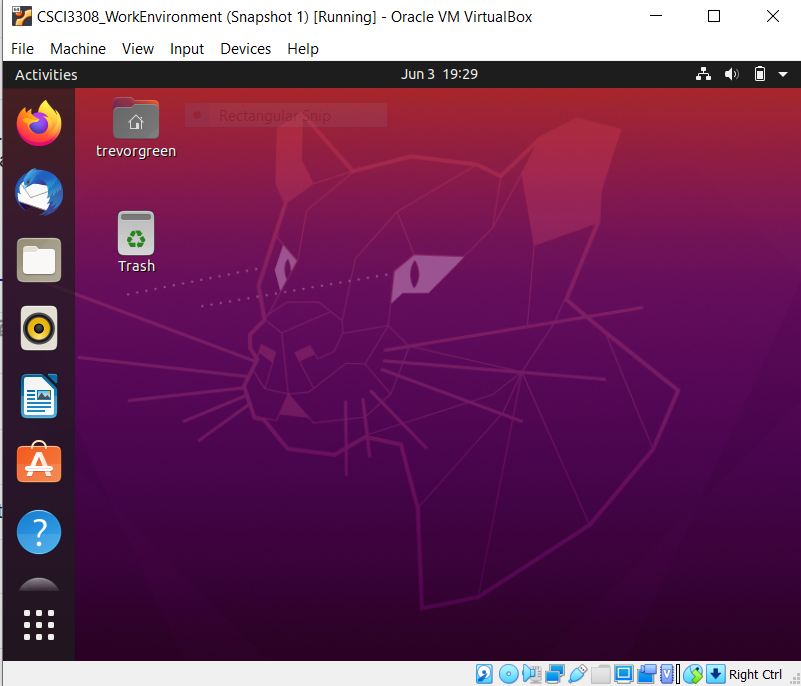 CSCI3308_WorkEnvironment (Snapshot 1) [Running] - Oracle VM VirtualBox
File Machine View Input Devices Help
Activities Jun 3 19:29
Rectangular Snip
trevorgreen
Trash
Right Ctrl